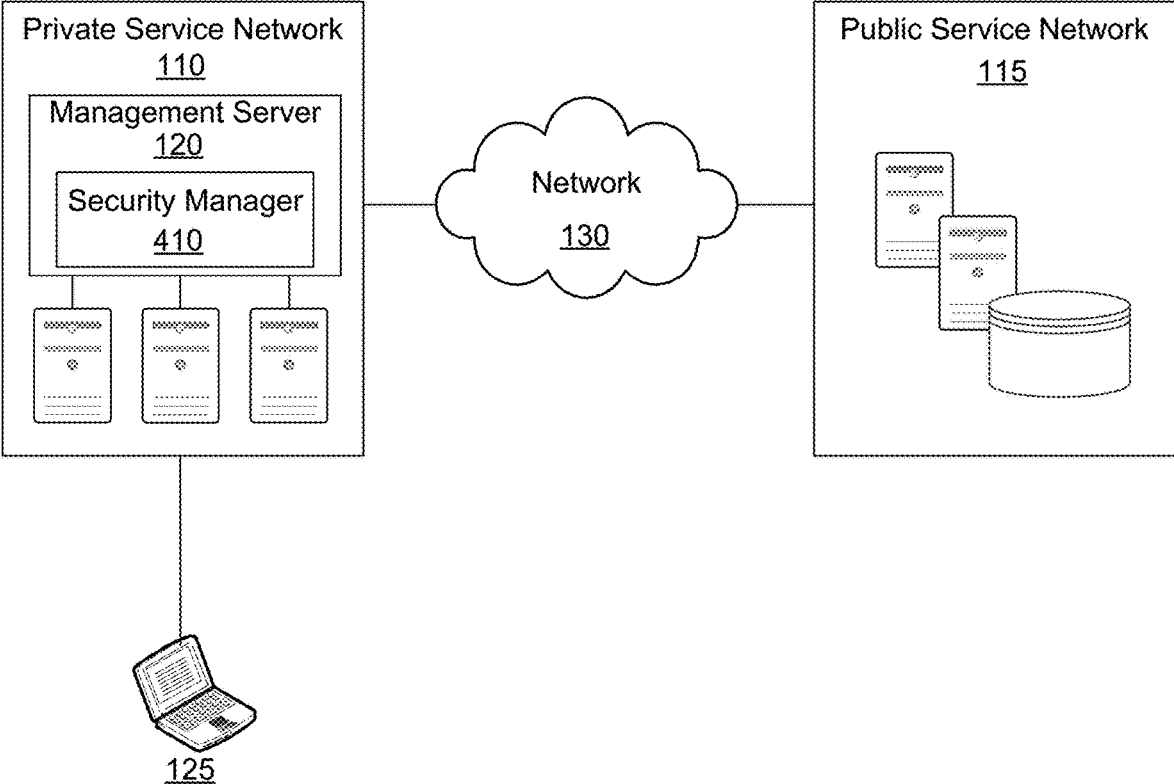 Private Service Network
110
Management Server
120
Security Manager
410
Network
130
Public Service Network
115
125